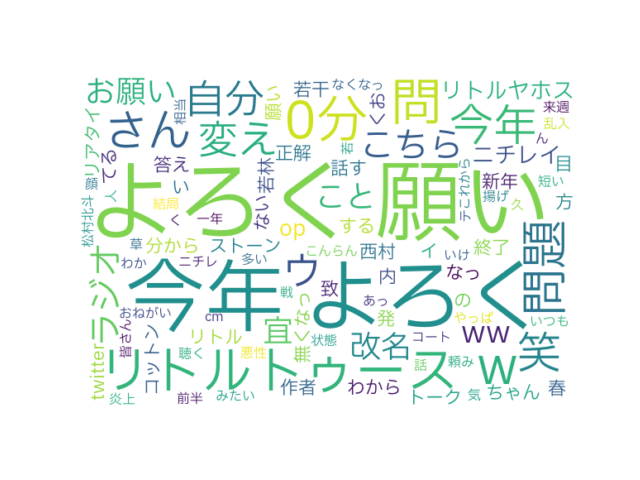 お願い
自分
0分
問
若干
なくなっ
リトルヤホス
来週
相当
願い
くお
今年
乱入
リアタイ
さん
変え
こちら
ん
顔
てる
答え
正解
若
ニチレイ
目
人
い
ない
若林
話す
こと
これから
新年
揚げ
短い
松村北斗
結局
よろく
願い
久
方
く
一年
op
する
テ
草
分から
ストーン
こんらん
西村
イ
いけ
終了
問題
ラジオ
わか
ニチレ
多い
今年
ウ
致
内
あっ
よろく
なっ
の
おねがい
cm
宜
無くなっ
戦
発
ww
いつも
twitter
皆さん
コットン
リトル
状態
改名
コート
やっぱ
笑
聴く
悪性
リトルトゥース
話
頼み
w
炎上
前半
みたい
作者
わから
トーク
気
ちゃん
春